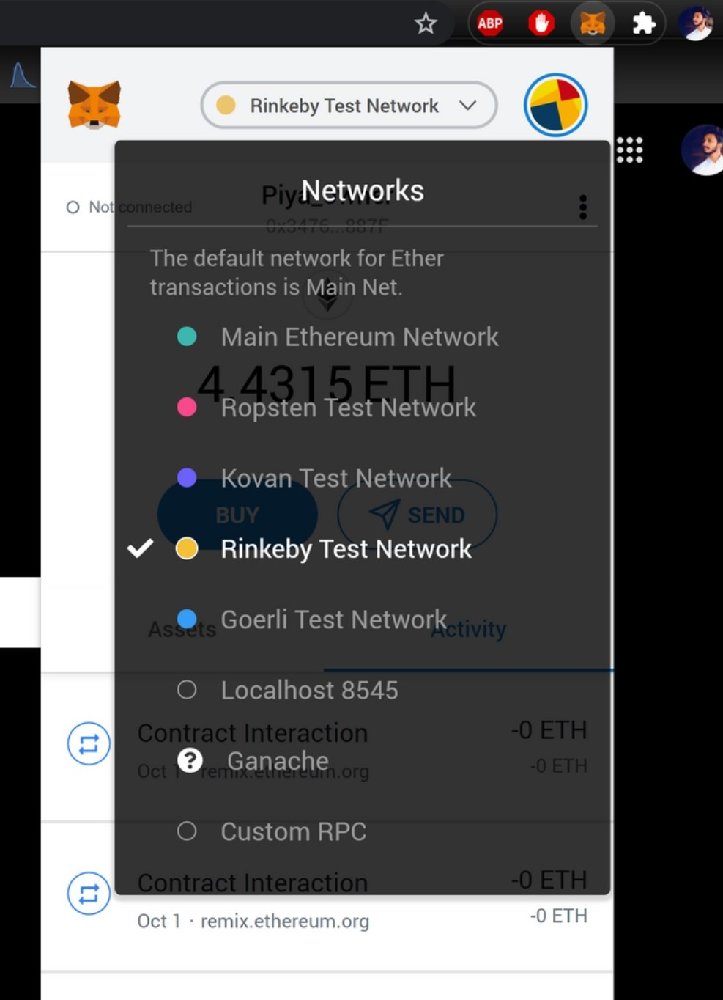 ABP
Rinkeby Test Network
Networks
Not connected
0x3476...887F
The default network for Ether
transactions is Main Net.
Main Ethereum Network
4.4315 ETH
Ropsten Test Network
Kovan Test Network
BUY
SEND
Rinkeby Test Network
Goerli Test Network
Assets
Activity
Localhost 8545
Contract Interaction
-0 ETH
Ganache
Oct 1 · remix.ethereum.org
-0 ETH
Custom RPC
Contract Interaction
-0 ETH
Oct 1 · remix.ethereum.org
-0 ETH